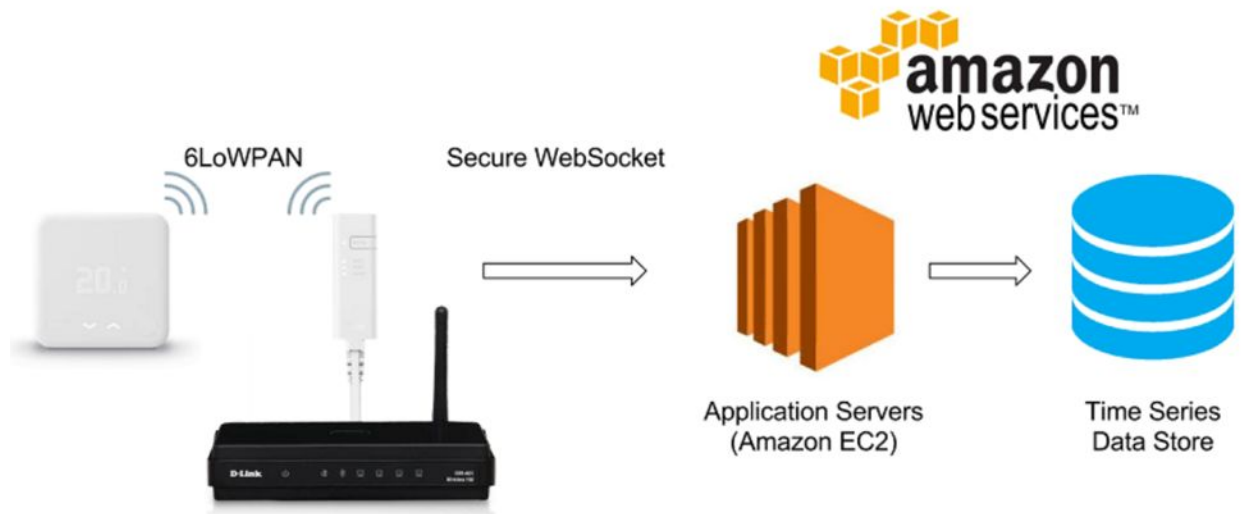 amazon
web services™
6LoWPAN
Secure WebSocket
20.0
Application Servers
(Amazon EC2)
Time Series
Data Store
D-Link